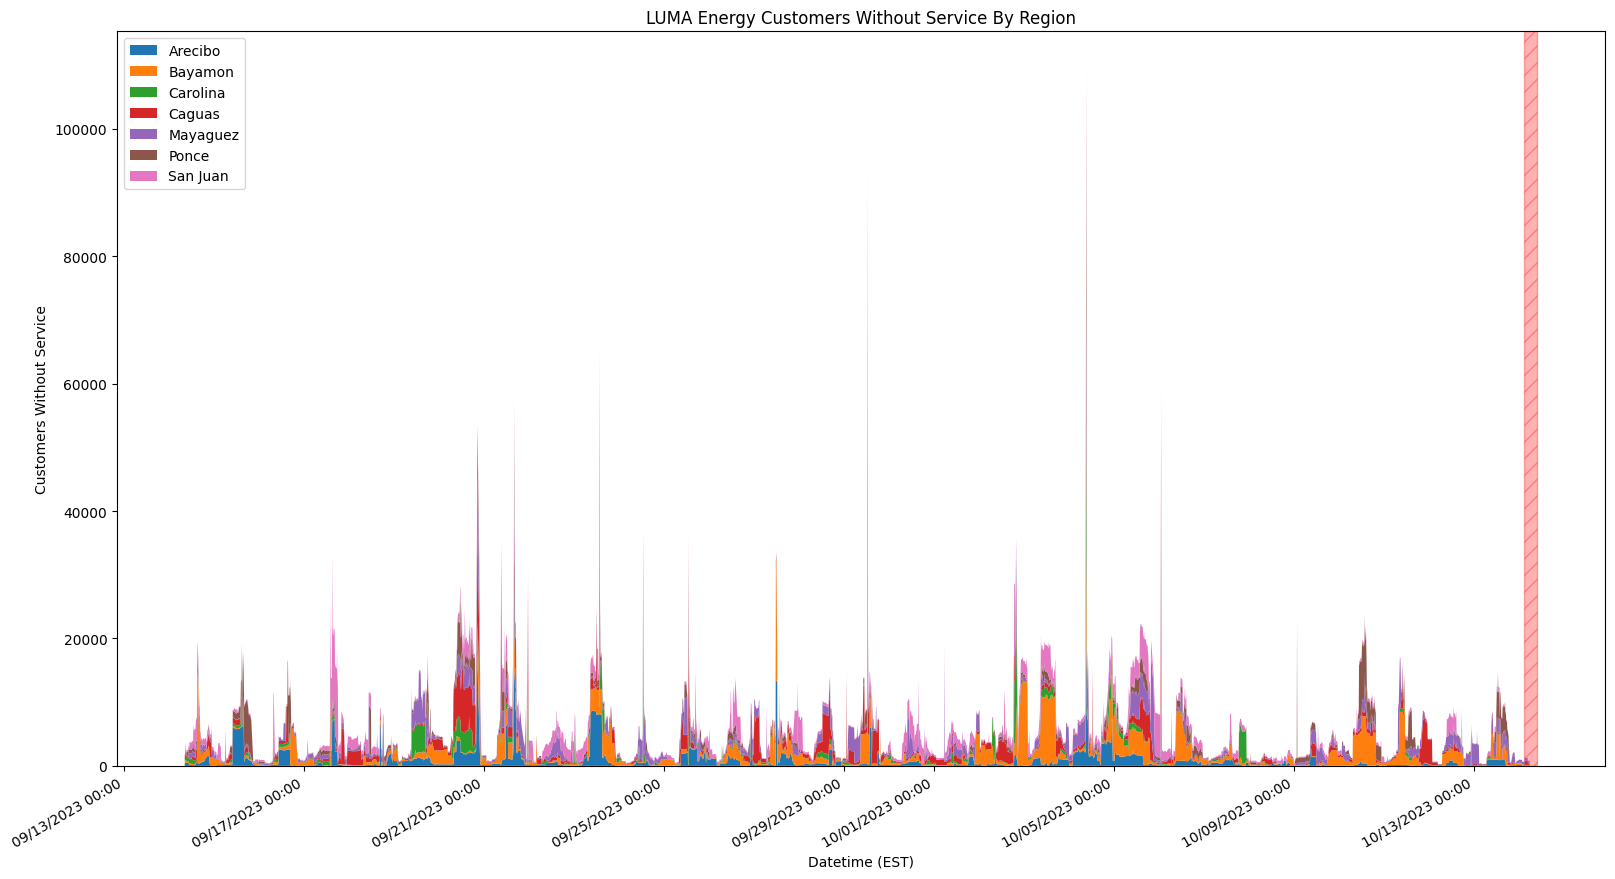 LUMA Energy Customers Without Service By Region
Arecibo
Bayamon
Carolina
Caguas
Mayaguez
Ponce
San Juan
100000
80000
60000
40000
20000
0
Customers Without Service
09/13/2023 00:00
09/17/2023 00:00
09/21/2023 00:00
09/25/2023 00:00
09/29/2023 00:00
10/01/2023 00:00
10/05/2023 00:00
10/09/2023 00:00
10/13/2023 00:00
Datetime (EST)